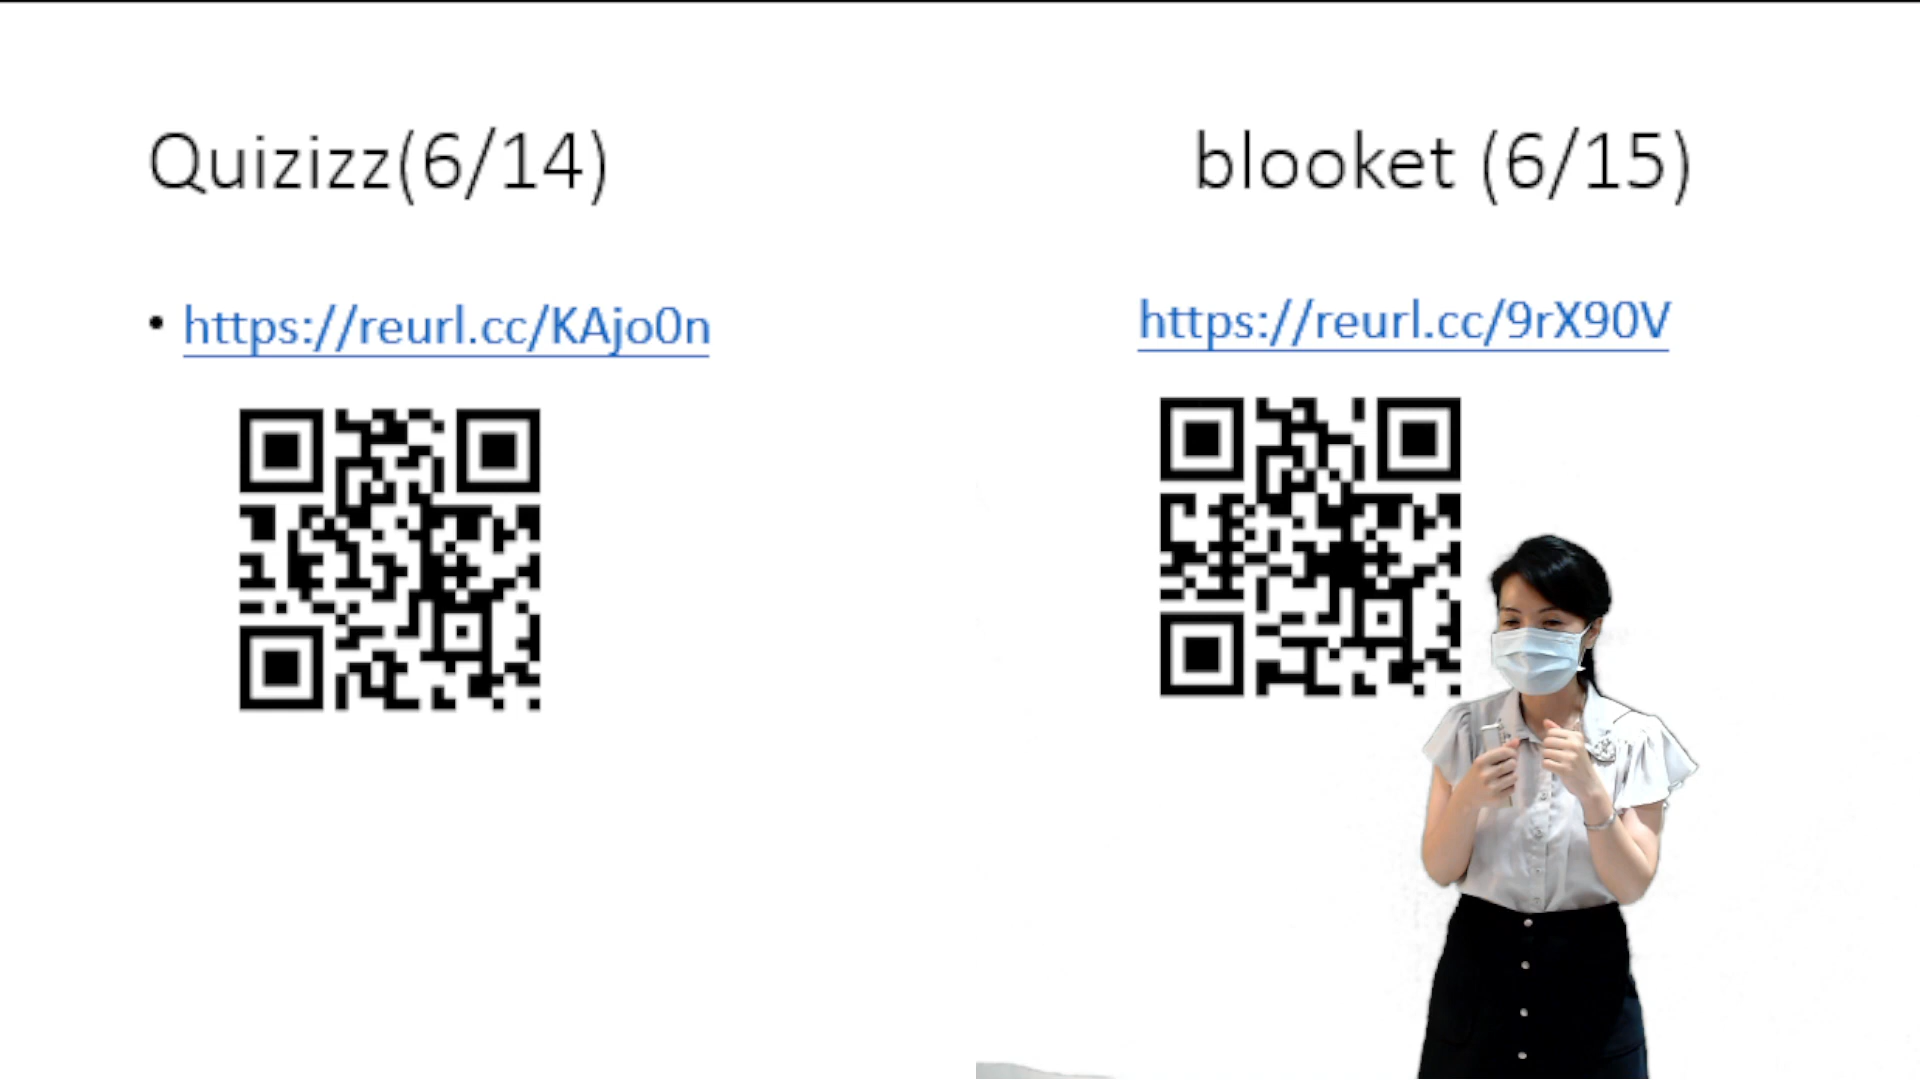 Quizizz(6/14)
• https://reurl.cc/KAjo0n
blooket (6/15)
https://reurl.cc/9rX90V